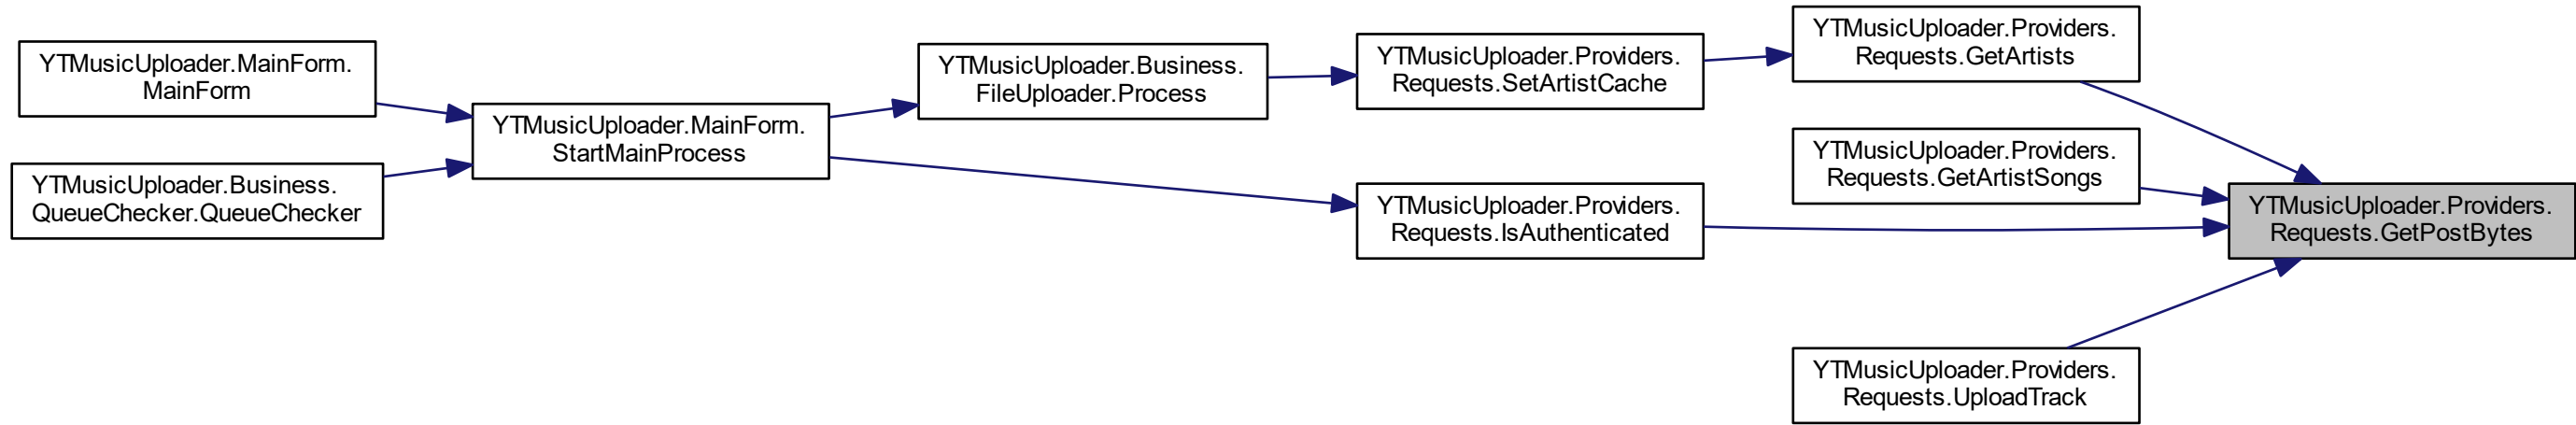 YTMusicUploader.MainForm.
MainForm
YTMusicUploader.Business.
QueueChecker.QueueChecker
YTMusicUploader.MainForm.
StartMainProcess
YTMusicUploader.Business.
FileUploader.Process
YTMusicUploader.Providers.
Requests.SetArtistCache
YTMusicUploader.Providers.
Requests.IsAuthenticated
YTMusicUploader.Providers.
Requests.GetArtists
YTMusicUploader.Providers.
Requests.GetArtistSongs
YTMusicUploader.Providers.
Requests.UploadTrack
YTMusicUploader.Providers.
Requests.GetPostBytes